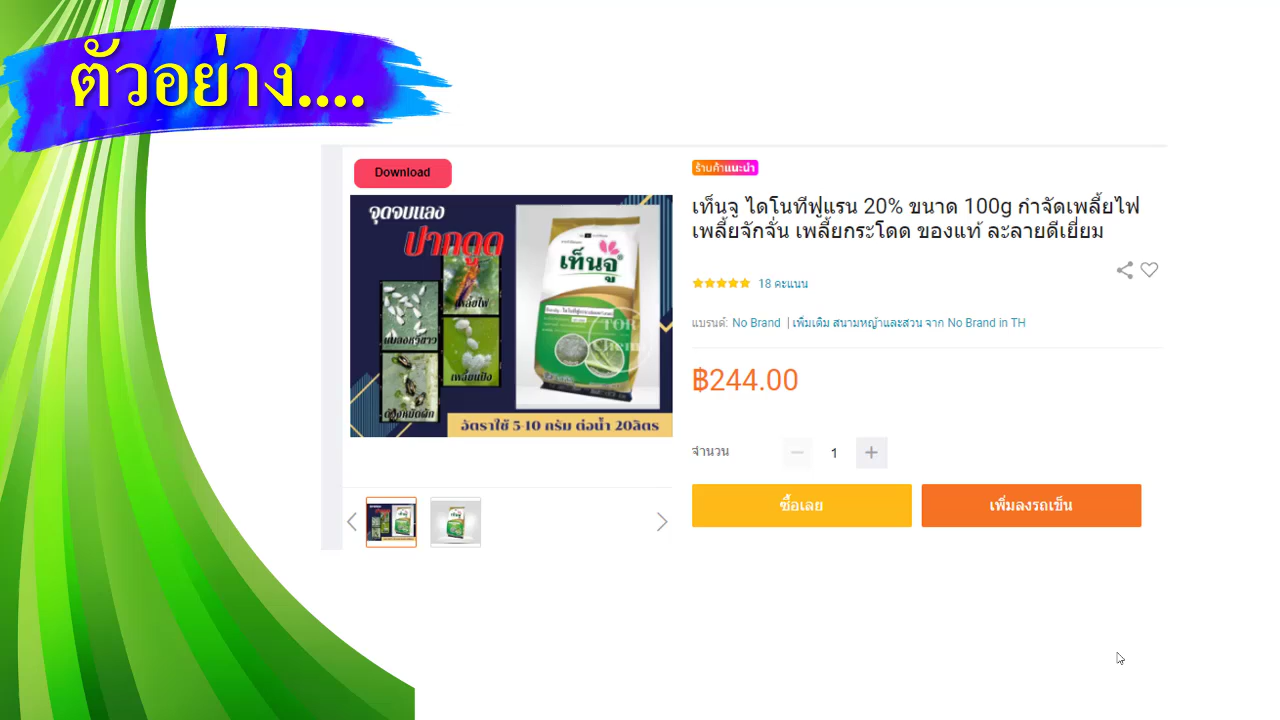 ตัวอย่าง....
Download
ร้านค้าแนะนำ
เท็นจู ไดโนทีฟูแรน 20% ขนาด 100g กำจัดเพลี้ยไฟ
เพลี้ยจักจั่น เพลี้ยกระโดด ของแท้ ละลายดีเยี่ยม
18 คะแนน
แบรนด์: No Brand | เพิ่มเติม สนามหญ้าและสวน จาก No Brand in TH
฿244.00
จำนวน
1
ซื้อเลย
เพิ่มลงรถเข็น
จุดจบแลง
ปากดูด
เพลี้ยไฟ
แมลงหวี่ขาว
เพลี้ยแป้ง
ด้วงหมัดผัก
เท็นจู
อัตราใช้ 5-10 กรัม ต่อน้ำ 20ลิตร